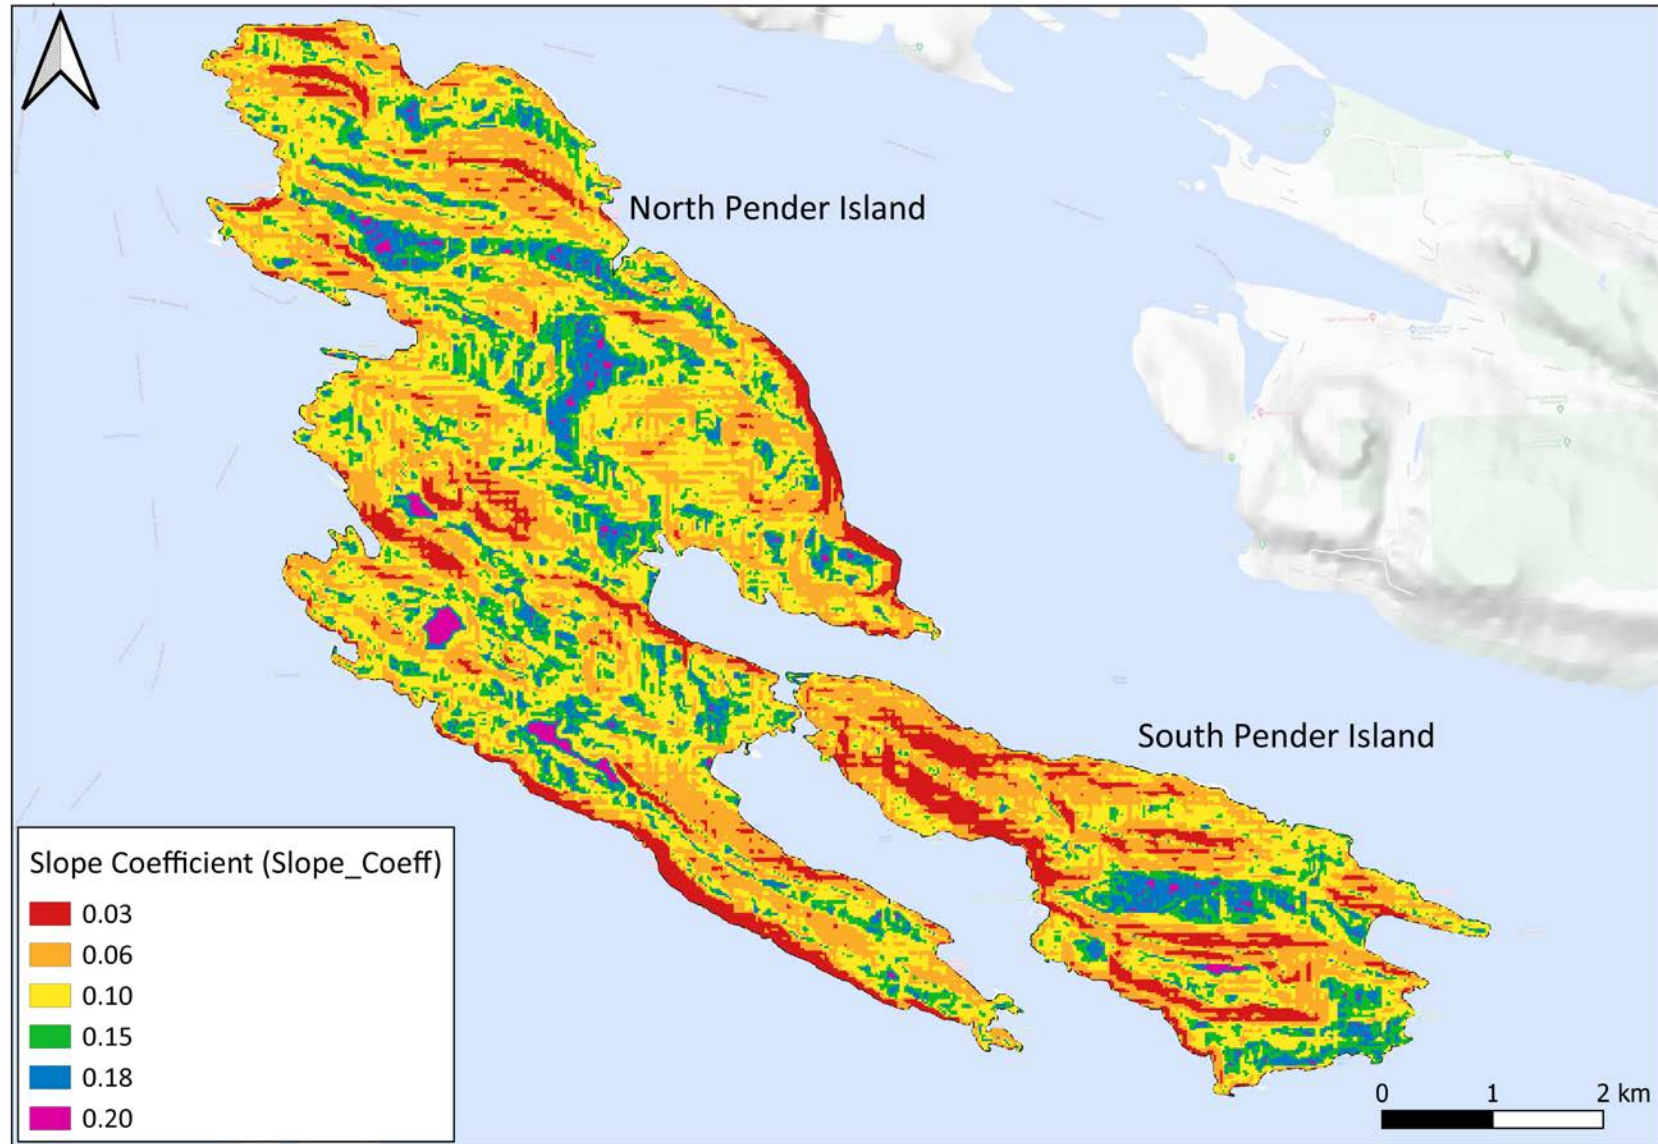 North Pender Island
South Pender Island
Slope Coefficient (Slope_Coeff)
0.03
0.06
0.10
0.15
0.18
0.20
0 1 2 km